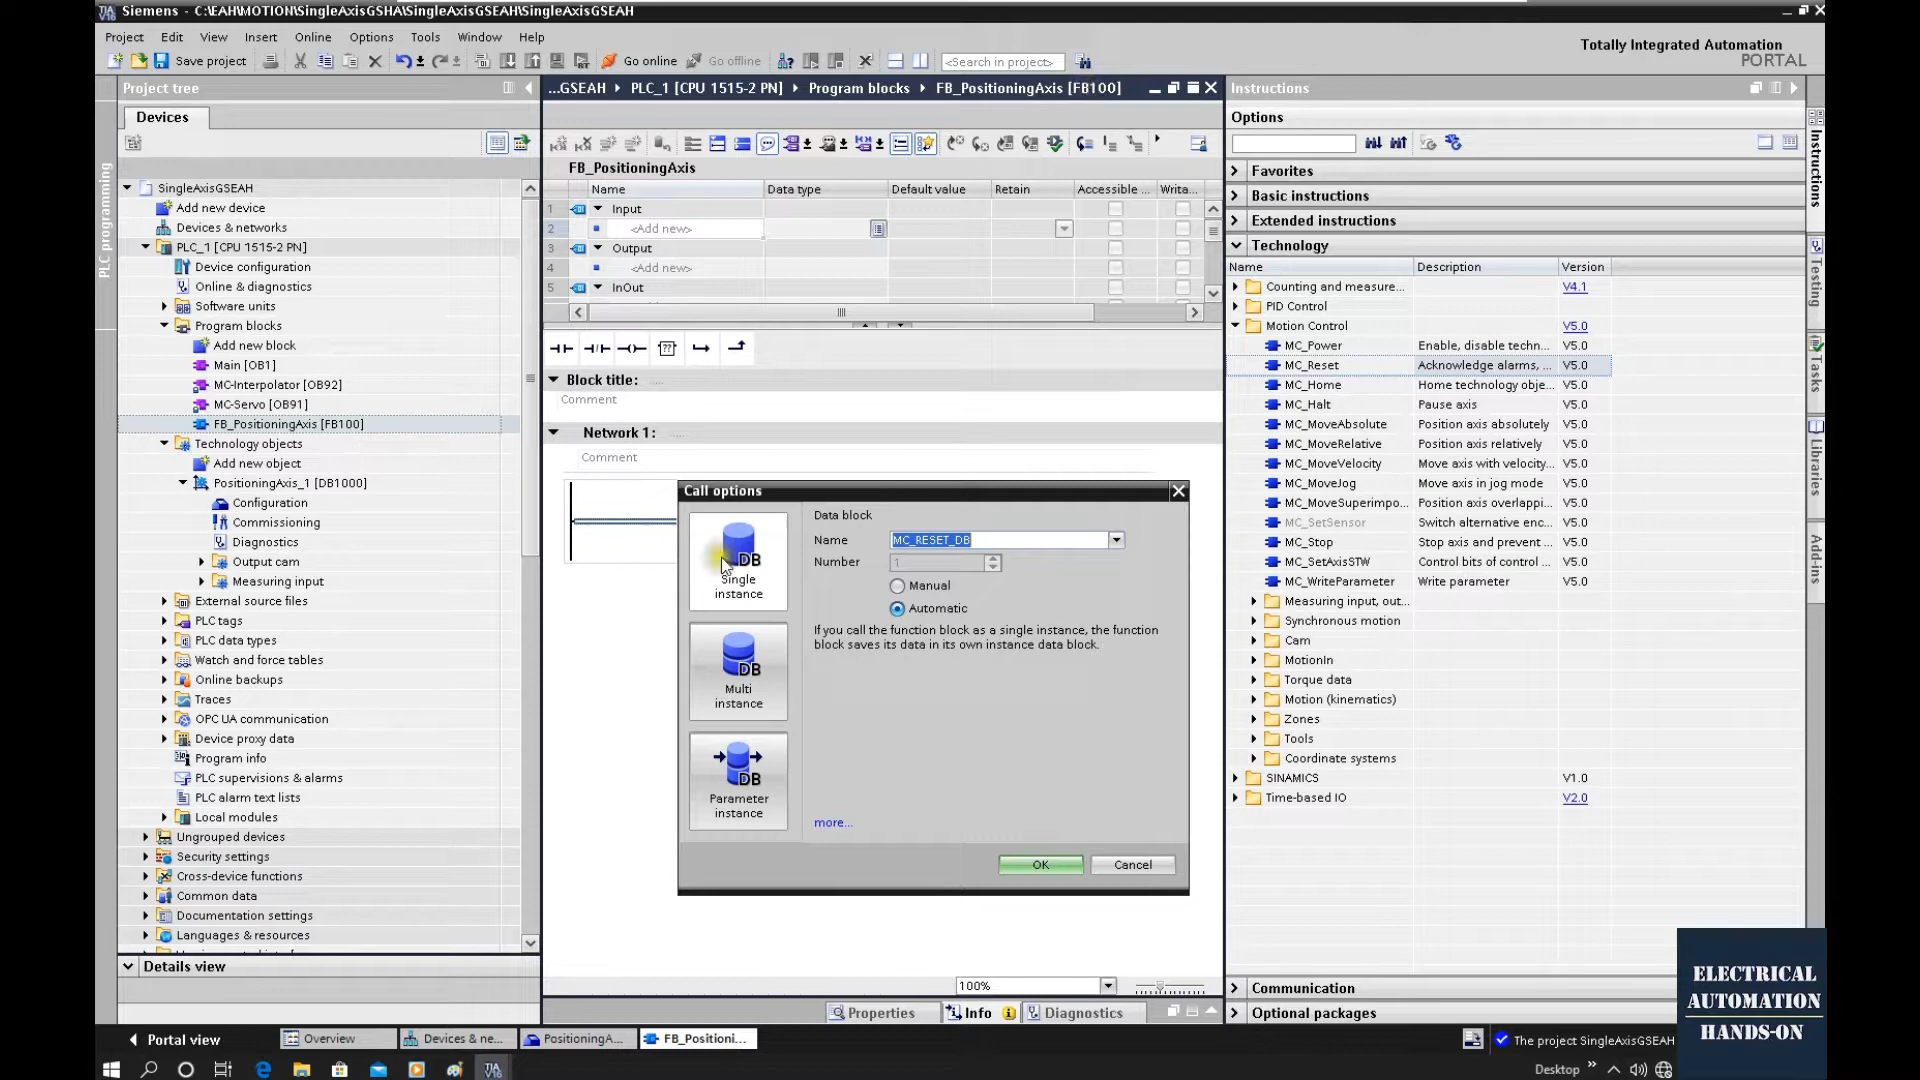 Siemens - C:\EAH\MOTION\SingleAxisGSHA\SingleAxisGSEAH\SingleAxisGSEAH
Project Edit View Insert Online Options Tools Window Help
Totally Integrated Automation
PORTAL
Save project
Go online
Go offline
<Search in project>
Project tree
Devices
PLC programming
SingleAxisGSEAH
Add new device
Devices & networks
PLC_1 [CPU 1515-2 PN]
Device configuration
Online & diagnostics
Software units
Program blocks
Add new block
Main [OB1]
MC-Interpolator [OB92]
MC-Servo [OB91]
FB_PositioningAxis [FB100]
Technology objects
Add new object
PositioningAxis_1 [DB1000]
Configuration
Commissioning
Diagnostics
Output cam
Measuring input
External source files
PLC tags
PLC data types
Watch and force tables
Online backups
Traces
OPC UA communication
Device proxy data
Program info
PLC supervisions & alarms
PLC alarm text lists
Local modules
Ungrouped devices
Security settings
Cross-device functions
Common data
Documentation settings
Languages & resources
Details view
...GSEAH PLC_1 [CPU 1515-2 PN] Program blocks FB_PositioningAxis [FB100]
FB_PositioningAxis
Name Data type Default value Retain Accessible ... Writa...
1 Input
2 <Add new>
3 Output
4 <Add new>
5 InOut
Block title: .....
Comment
Network 1: .....
Comment
Call options
DB
Single
instance
DB
Multi
instance
DB
Parameter
instance
Data block
Name MC_RESET_DB
Number 1
Manual
Automatic
If you call the function block as a single instance, the function
block saves its data in its own instance data block.
more...
OK
Cancel
100%
Properties
Info
Diagnostics
Instructions
Options
Favorites
Basic instructions
Extended instructions
Technology
Name Description Version
Counting and measure... V4.1
PID Control
Motion Control V5.0
MC_Power Enable, disable techn... V5.0
MC_Reset Acknowledge alarms, ... V5.0
MC_Home Home technology obje... V5.0
MC_Halt Pause axis V5.0
MC_MoveAbsolute Position axis absolutely V5.0
MC_MoveRelative Position axis relatively V5.0
MC_MoveVelocity Move axis with velocity... V5.0
MC_MoveJog Move axis in jog mode V5.0
MC_MoveSuperimpo... Position axis overlappi... V5.0
MC_SetSensor Switch alternative enc... V5.0
MC_Stop Stop axis and prevent ... V5.0
MC_SetAxisSTW Control bits of control ... V5.0
MC_WriteParameter Write parameter V5.0
Measuring input, out...
Synchronous motion
Cam
MotionIn
Torque data
Motion (kinematics)
Zones
Tools
Coordinate systems
SINAMICS V1.0
Time-based IO V2.0
Communication
Optional packages
Instructions
Testing
Tasks
Libraries
Add-ins
ELECTRICAL
AUTOMATION
HANDS-ON
Portal view
Overview
Devices & ne...
PositioningA...
FB_Positioni...
The project SingleAxisGSEAH
Desktop